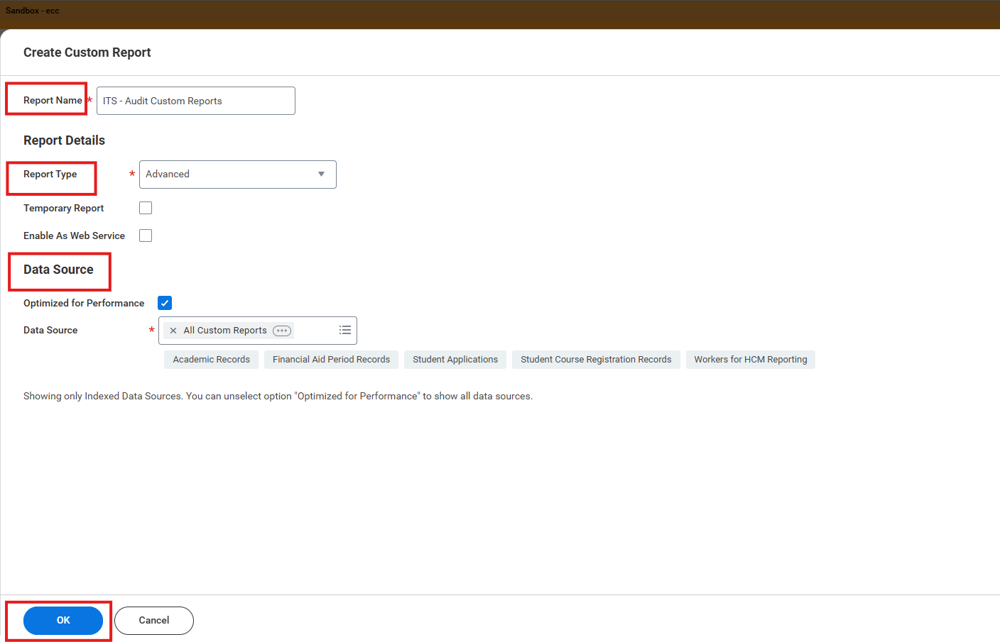 Sandbox - ecc
Create Custom Report
Report Name * ITS - Audit Custom Reports
Report Details
Report Type * Advanced
Temporary Report
Enable As Web Service
Data Source
Optimized for Performance
Data Source * All Custom Reports
Academic Records Financial Aid Period Records Student Applications Student Course Registration Records Workers for HCM Reporting
Showing only Indexed Data Sources. You can unselect option "Optimized for Performance" to show all data sources.
OK Cancel